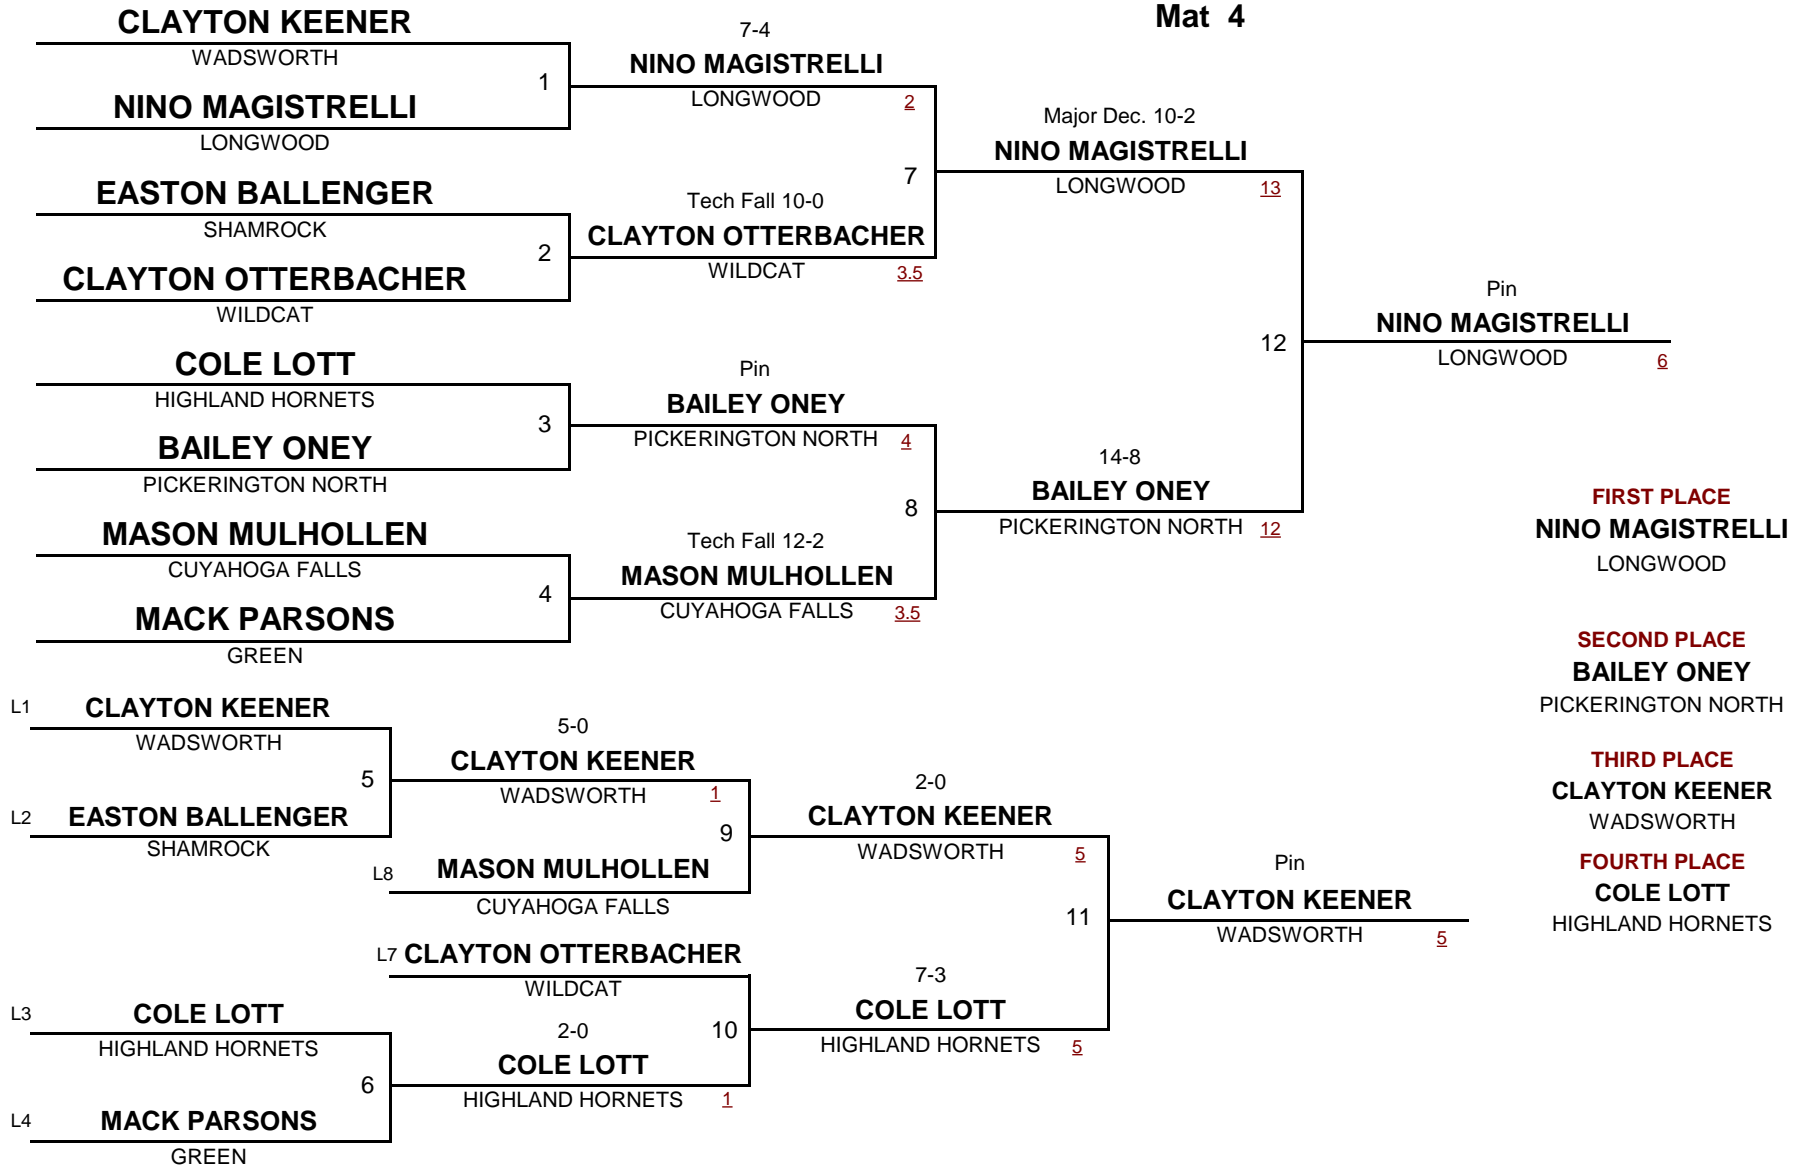 Mat 4
CLAYTON KEENER
WADSWORTH
1
NINO MAGISTRELLI
LONGWOOD
EASTON BALLENGER
SHAMROCK
2
CLAYTON OTTERBACHER
WILDCAT
COLE LOTT
HIGHLAND HORNETS
3
BAILEY ONEY
PICKERINGTON NORTH
MASON MULHOLLEN
CUYAHOGA FALLS
4
MACK PARSONS
GREEN
7-4
NINO MAGISTRELLI
LONGWOOD 2
7
Tech Fall 10-0
CLAYTON OTTERBACHER
WILDCAT 3.5
Pin
BAILEY ONEY
PICKERINGTON NORTH 4
8
Tech Fall 12-2
MASON MULHOLLEN
CUYAHOGA FALLS 3.5
Major Dec. 10-2
NINO MAGISTRELLI
LONGWOOD 13
12
14-8
BAILEY ONEY
PICKERINGTON NORTH 12
Pin
NINO MAGISTRELLI
LONGWOOD 6
FIRST PLACE
NINO MAGISTRELLI
LONGWOOD
SECOND PLACE
BAILEY ONEY
PICKERINGTON NORTH
THIRD PLACE
CLAYTON KEENER
WADSWORTH
FOURTH PLACE
COLE LOTT
HIGHLAND HORNETS
L1 CLAYTON KEENER
WADSWORTH
5
L2 EASTON BALLENGER
SHAMROCK
5-0
CLAYTON KEENER
WADSWORTH 1
9
L8 MASON MULHOLLEN
CUYAHOGA FALLS
L7 CLAYTON OTTERBACHER
WILDCAT
10
L3 COLE LOTT
HIGHLAND HORNETS
6
L4 MACK PARSONS
GREEN
2-0
COLE LOTT
HIGHLAND HORNETS 1
2-0
CLAYTON KEENER
WADSWORTH 5
11
7-3
COLE LOTT
HIGHLAND HORNETS 5
Pin
CLAYTON KEENER
WADSWORTH 5